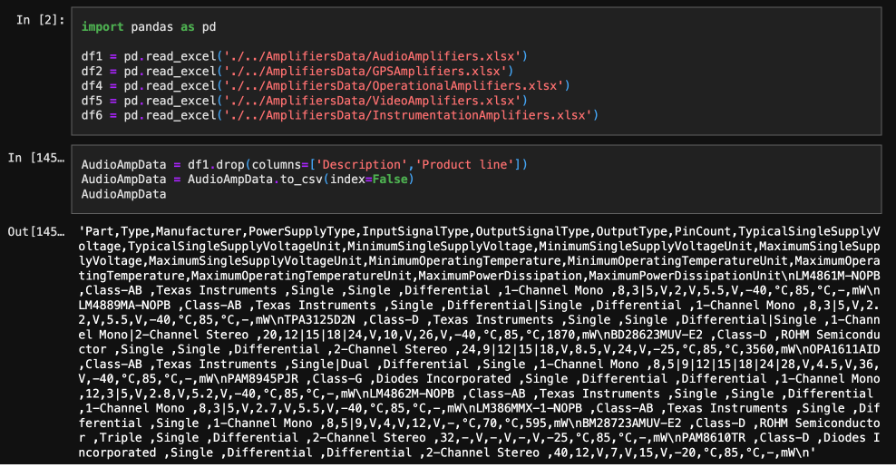 In [2]:
import pandas as pd
df1 = pd.read_excel('./../AmplifiersData/AudioAmplifiers.xlsx')
df2 = pd.read_excel('./../AmplifiersData/GPSAmplifiers.xlsx')
df4 = pd.read_excel('./../AmplifiersData/OperationalAmplifiers.xlsx')
df5 = pd.read_excel('./../AmplifiersData/VideoAmplifiers.xlsx')
df6 = pd.read_excel('./../AmplifiersData/InstrumentationAmplifiers.xlsx')
In [145…
AudioAmpData = df1.drop(columns=['Description','Product line'])
AudioAmpData = AudioAmpData.to_csv(index=False)
AudioAmpData
Out[145…
'Part,Type,Manufacturer,PowerSupplyType,InputSignalType,OutputSignalType,OutputType,PinCount,TypicalSingleSupplyV
oltage,TypicalSingleSupplyVoltageUnit,MinimumSingleSupplyVoltage,MinimumSingleSupplyVoltageUnit,MaximumSingleSupp
lyVoltage,MaximumSingleSupplyVoltageUnit,MinimumOperatingTemperature,MinimumOperatingTemperatureUnit,MaximumOpera
tingTemperature,MaximumOperatingTemperatureUnit,MaximumPowerDissipation,MaximumPowerDissipationUnit\nLM4861M-NOPB
,Class-AB ,Texas Instruments ,Single ,Single ,Differential ,1-Channel Mono ,8,3|5,V,2,V,5.5,V,-40,°C,85,°C,-,mW\n
LM4889MA-NOPB ,Class-AB ,Texas Instruments ,Single ,Differential|Single ,Differential ,1-Channel Mono ,8,3|5,V,2.
2,V,5.5,V,-40,°C,85,°C,-,mW\nTPA3125D2N ,Class-D ,Texas Instruments ,Single ,Single ,Differential|Single ,1-Chann
el Mono|2-Channel Stereo ,20,12|15|18|24,V,10,V,26,V,-40,°C,85,°C,1870,mW\nBD28623MUV-E2 ,Class-D ,ROHM Semicondu
ctor ,Single ,Single ,Differential ,2-Channel Stereo ,24,9|12|15|18,V,8.5,V,24,V,-25,°C,85,°C,3560,mW\nOPA1611AID
,Class-AB ,Texas Instruments ,Single|Dual ,Differential ,Single ,1-Channel Mono ,8,5|9|12|15|18|24|28,V,4.5,V,36,
V,-40,°C,85,°C,-,mW\nPAM8945PJR ,Class-G ,Diodes Incorporated ,Single ,Differential ,Differential ,1-Channel Mono
,12,3|5,V,2.8,V,5.2,V,-40,°C,85,°C,-,mW\nLM4862M-NOPB ,Class-AB ,Texas Instruments ,Single ,Single ,Differential
,1-Channel Mono ,8,3|5,V,2.7,V,5.5,V,-40,°C,85,°C,-,mW\nLM386MMX-1-NOPB ,Class-AB ,Texas Instruments ,Single ,Dif
ferential ,Single ,1-Channel Mono ,8,5|9,V,4,V,12,V,-,°C,70,°C,595,mW\nBM28723AMUV-E2 ,Class-D ,ROHM Semiconducto
r ,Triple ,Single ,Differential ,2-Channel Stereo ,32,-,V,-,V,-,V,-25,°C,85,°C,-,mW\nPAM8610TR ,Class-D ,Diodes I
ncorporated ,Single ,Differential ,Differential ,2-Channel Stereo ,40,12,V,7,V,15,V,-20,°C,85,°C,-,mW\n'